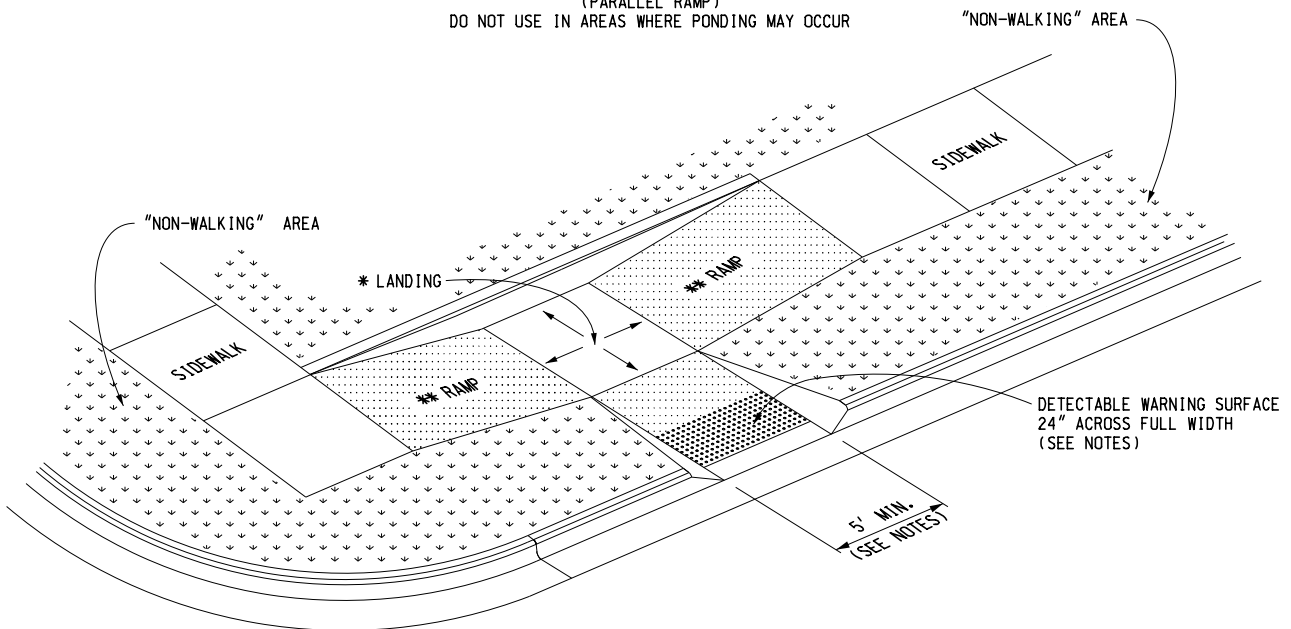 (PARALLEL RAMP)
DO NOT USE IN AREAS WHERE PONDING MAY OCCUR
"NON-WALKING" AREA
SIDEWALK
"NON-WALKING" AREA
** RAMP
* LANDING
SIDEWALK
** RAMP
DETECTABLE WARNING SURFACE
24" ACROSS FULL WIDTH
(SEE NOTES)
5' MIN.
(SEE NOTES)